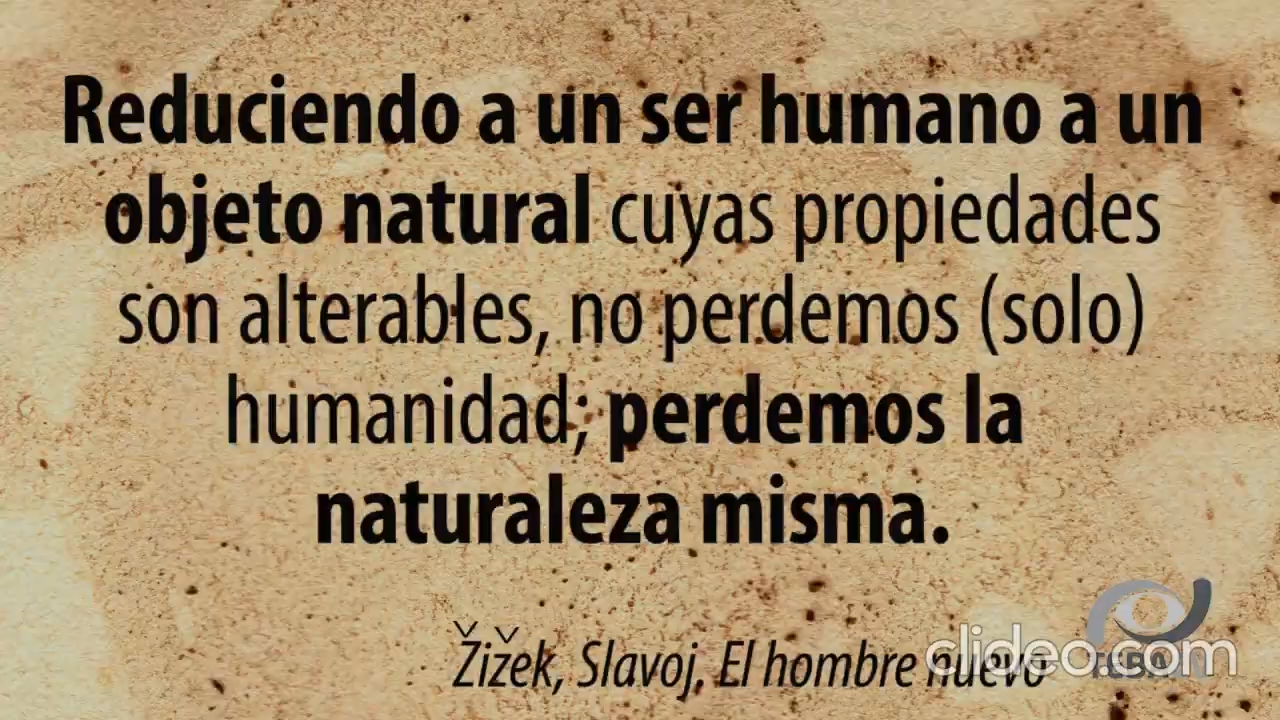 Reduciendo a un ser humano a un
objeto natural cuyas propiedades
son alterables, no perdemos (solo)
humanidad; perdemos la
naturaleza misma.
Žižek, Slavoj. El hombre nuevo
clideo.com